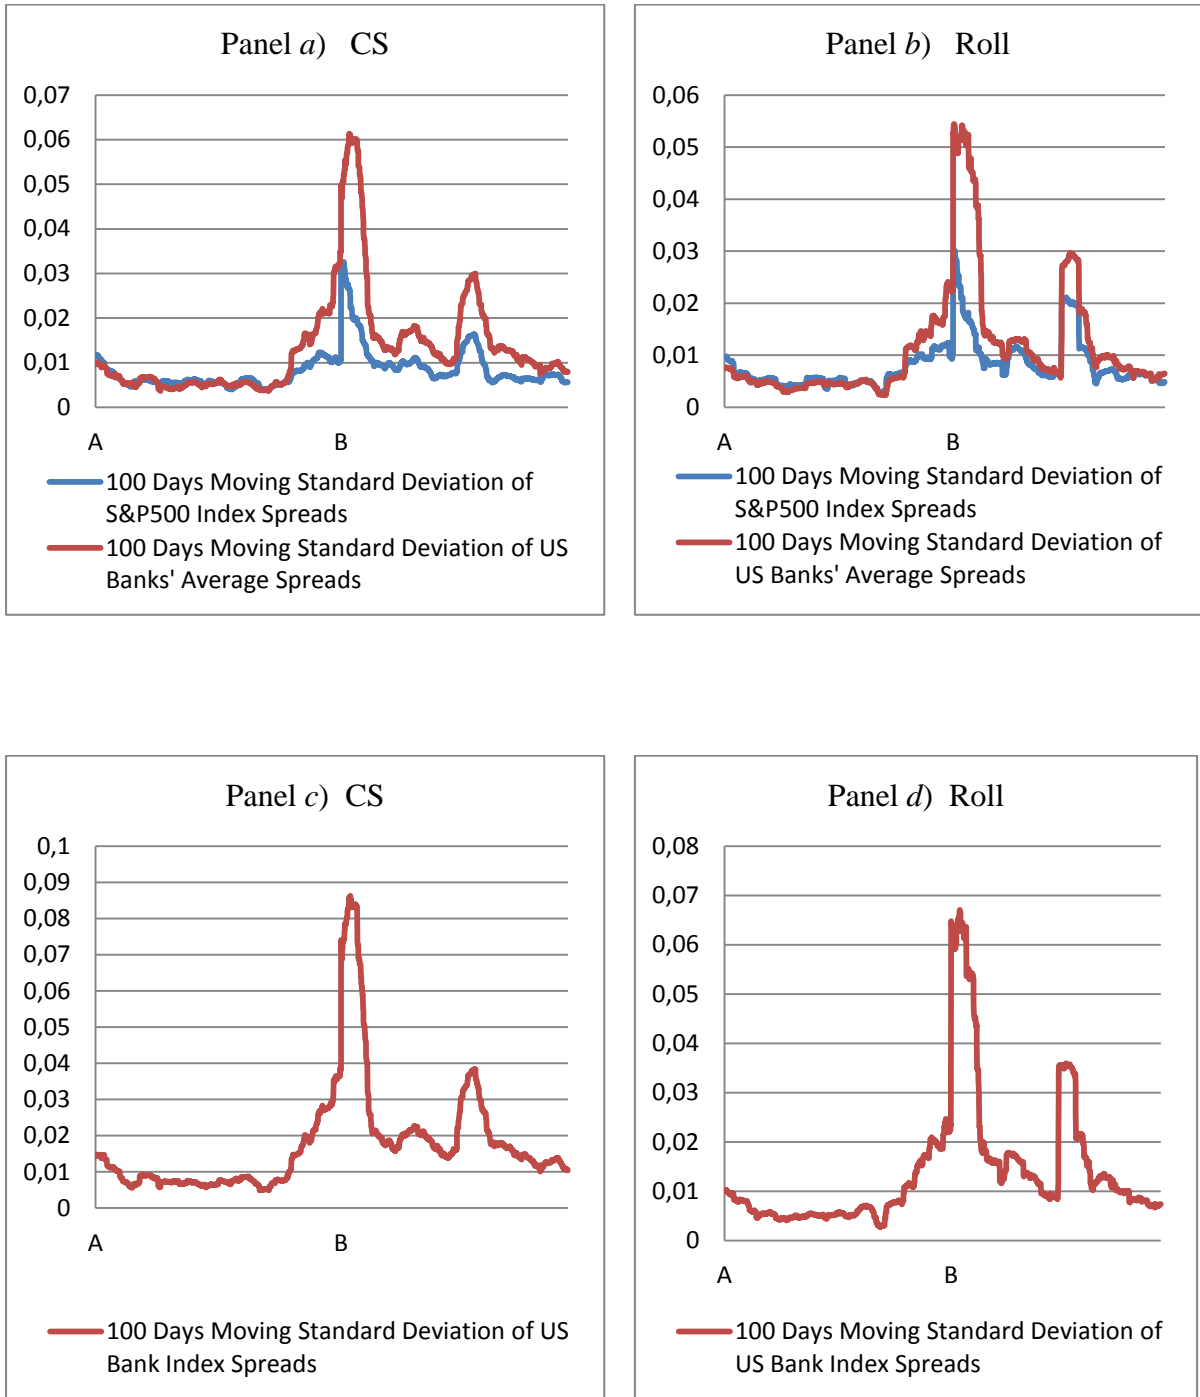 Panel a) CS
0,07
0,06
0,05
0,04
0,03
0,02
0,01
0
A B
100 Days Moving Standard Deviation of
S&P500 Index Spreads
100 Days Moving Standard Deviation of US
Banks' Average Spreads
Panel b) Roll
0,06
0,05
0,04
0,03
0,02
0,01
0
A B
100 Days Moving Standard Deviation of
S&P500 Index Spreads
100 Days Moving Standard Deviation of
US Banks' Average Spreads
Panel c) CS
0,1
0,09
0,08
0,07
0,06
0,05
0,04
0,03
0,02
0,01
0
A B
100 Days Moving Standard Deviation of US
Bank Index Spreads
Panel d) Roll
0,08
0,07
0,06
0,05
0,04
0,03
0,02
0,01
0
A B
100 Days Moving Standard Deviation of
US Bank Index Spreads